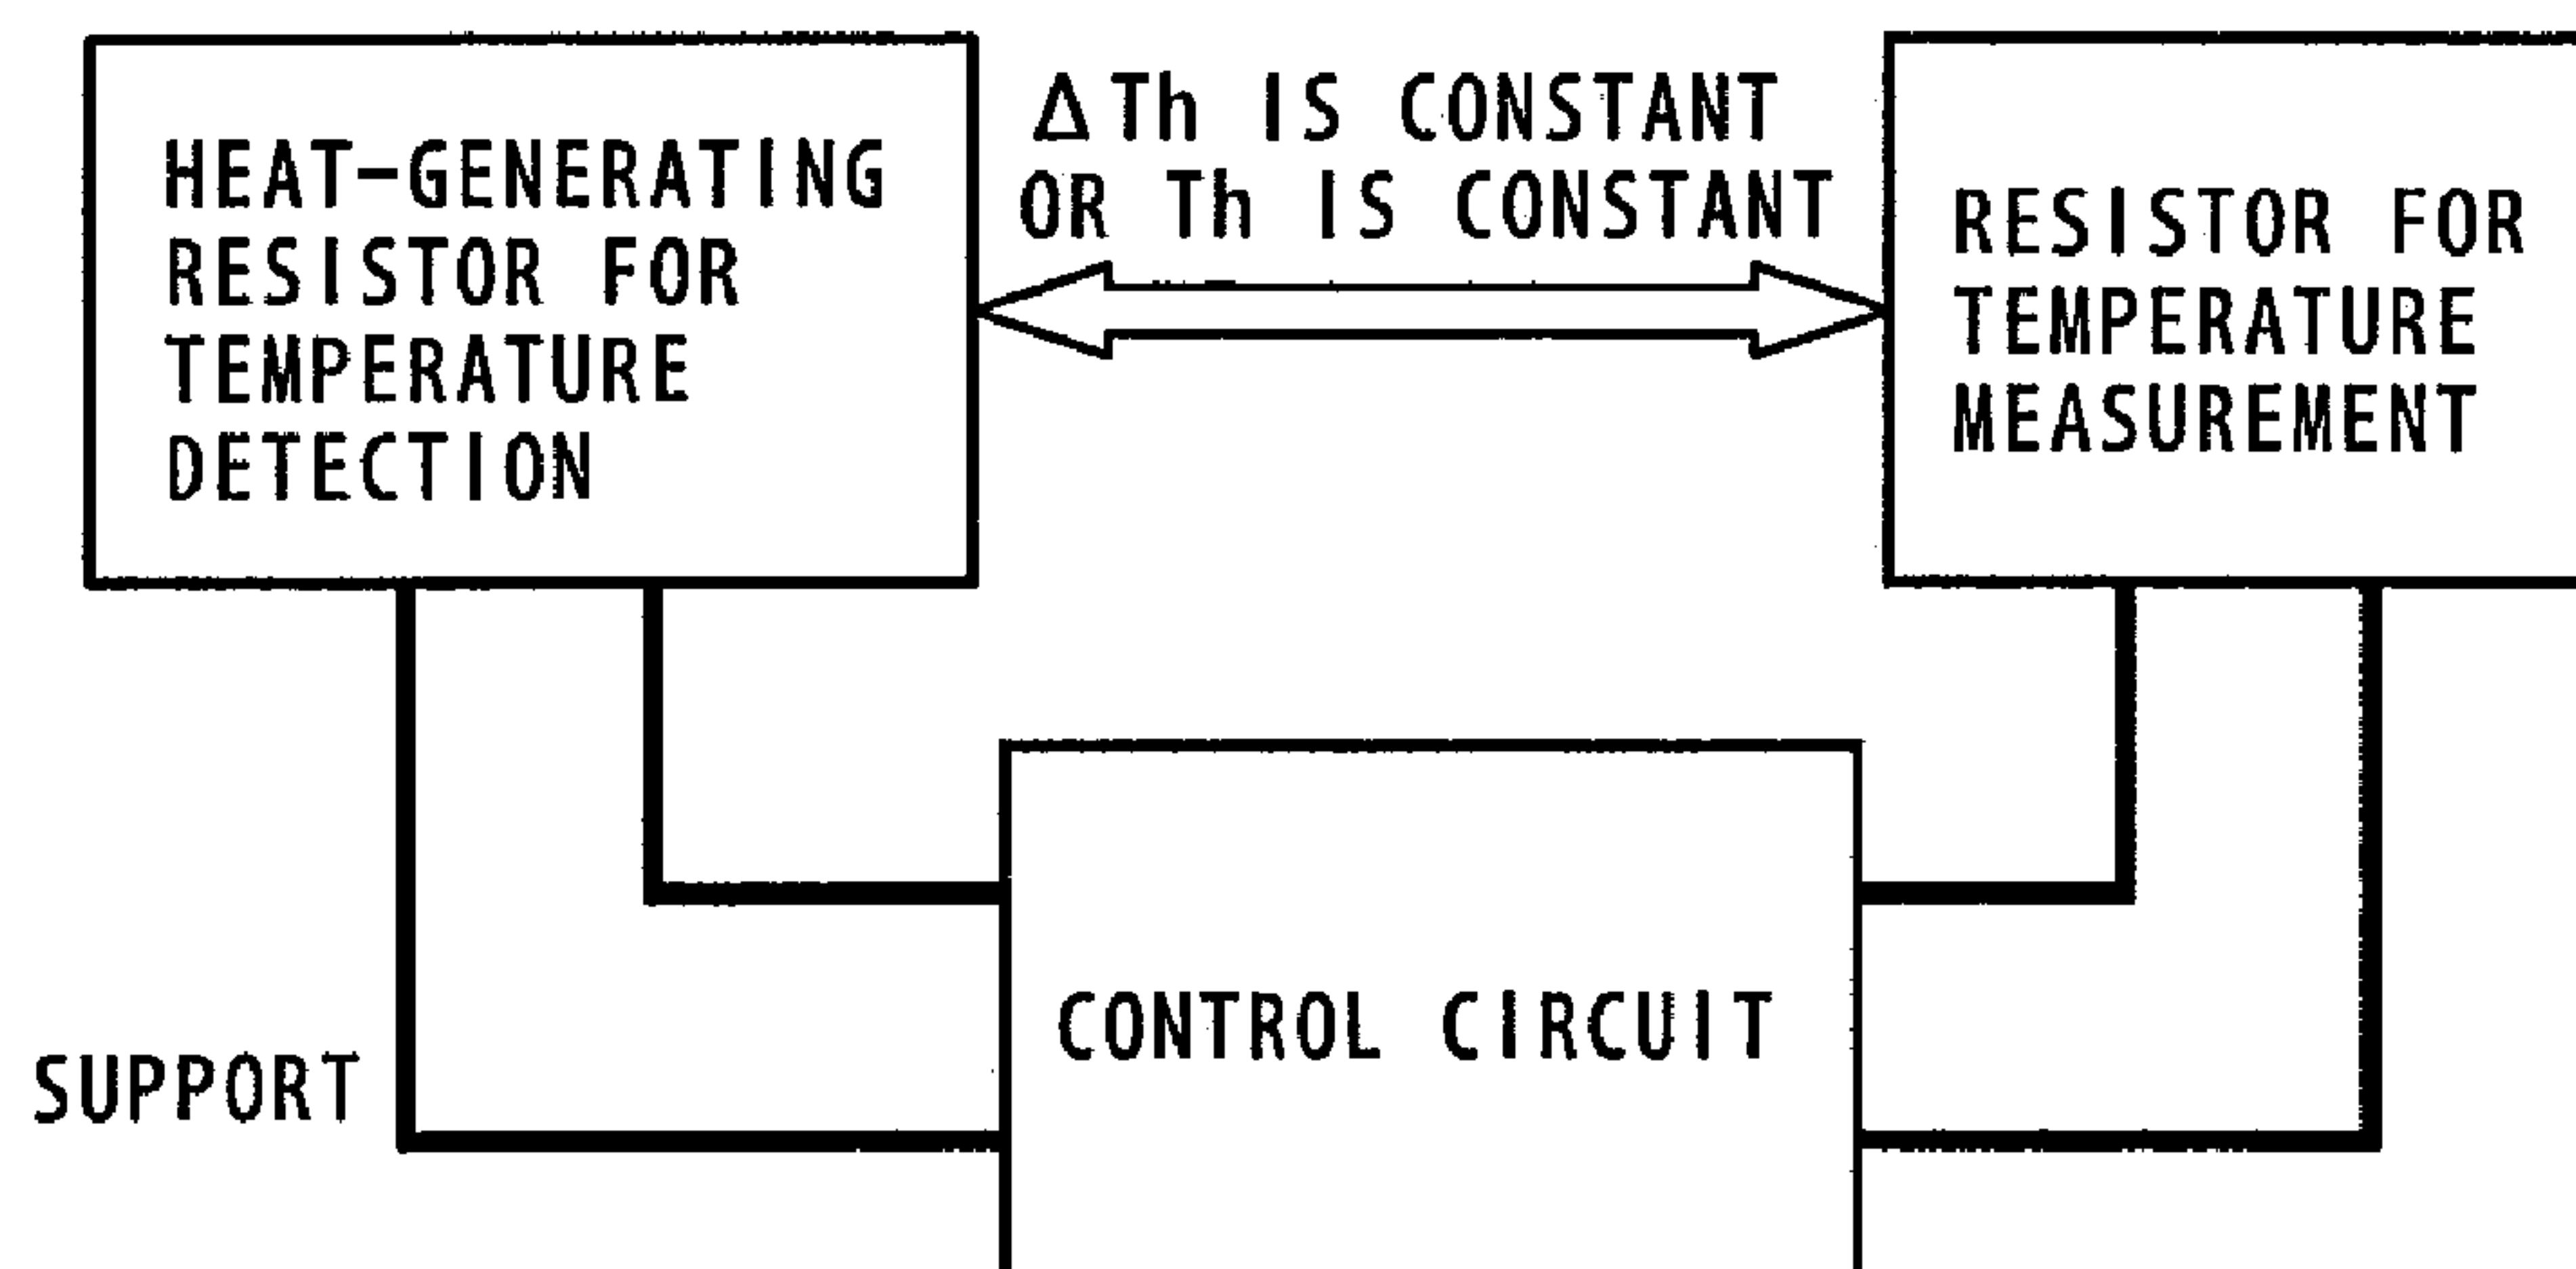 HEAT-GENERATING
RESISTOR FOR
TEMPERATURE
DETECTION
ΔTh IS CONSTANT
OR Th IS CONSTANT
RESISTOR FOR
TEMPERATURE
MEASUREMENT
CONTROL CIRCUIT
SUPPORT